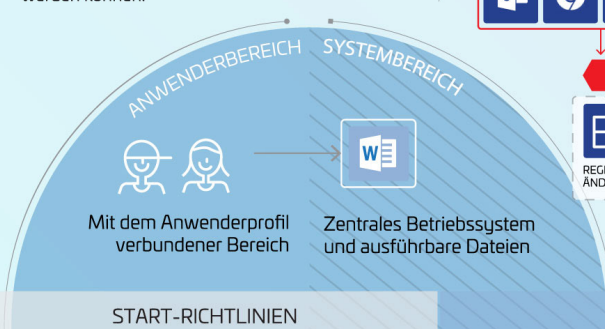 ANWENDERBEREICH SYSTEMBEREICH
W
Mit dem Anwenderprofil
verbundener Bereich
Zentrales Betriebssystem
und ausführbare Dateien
START-RICHTLINIEN